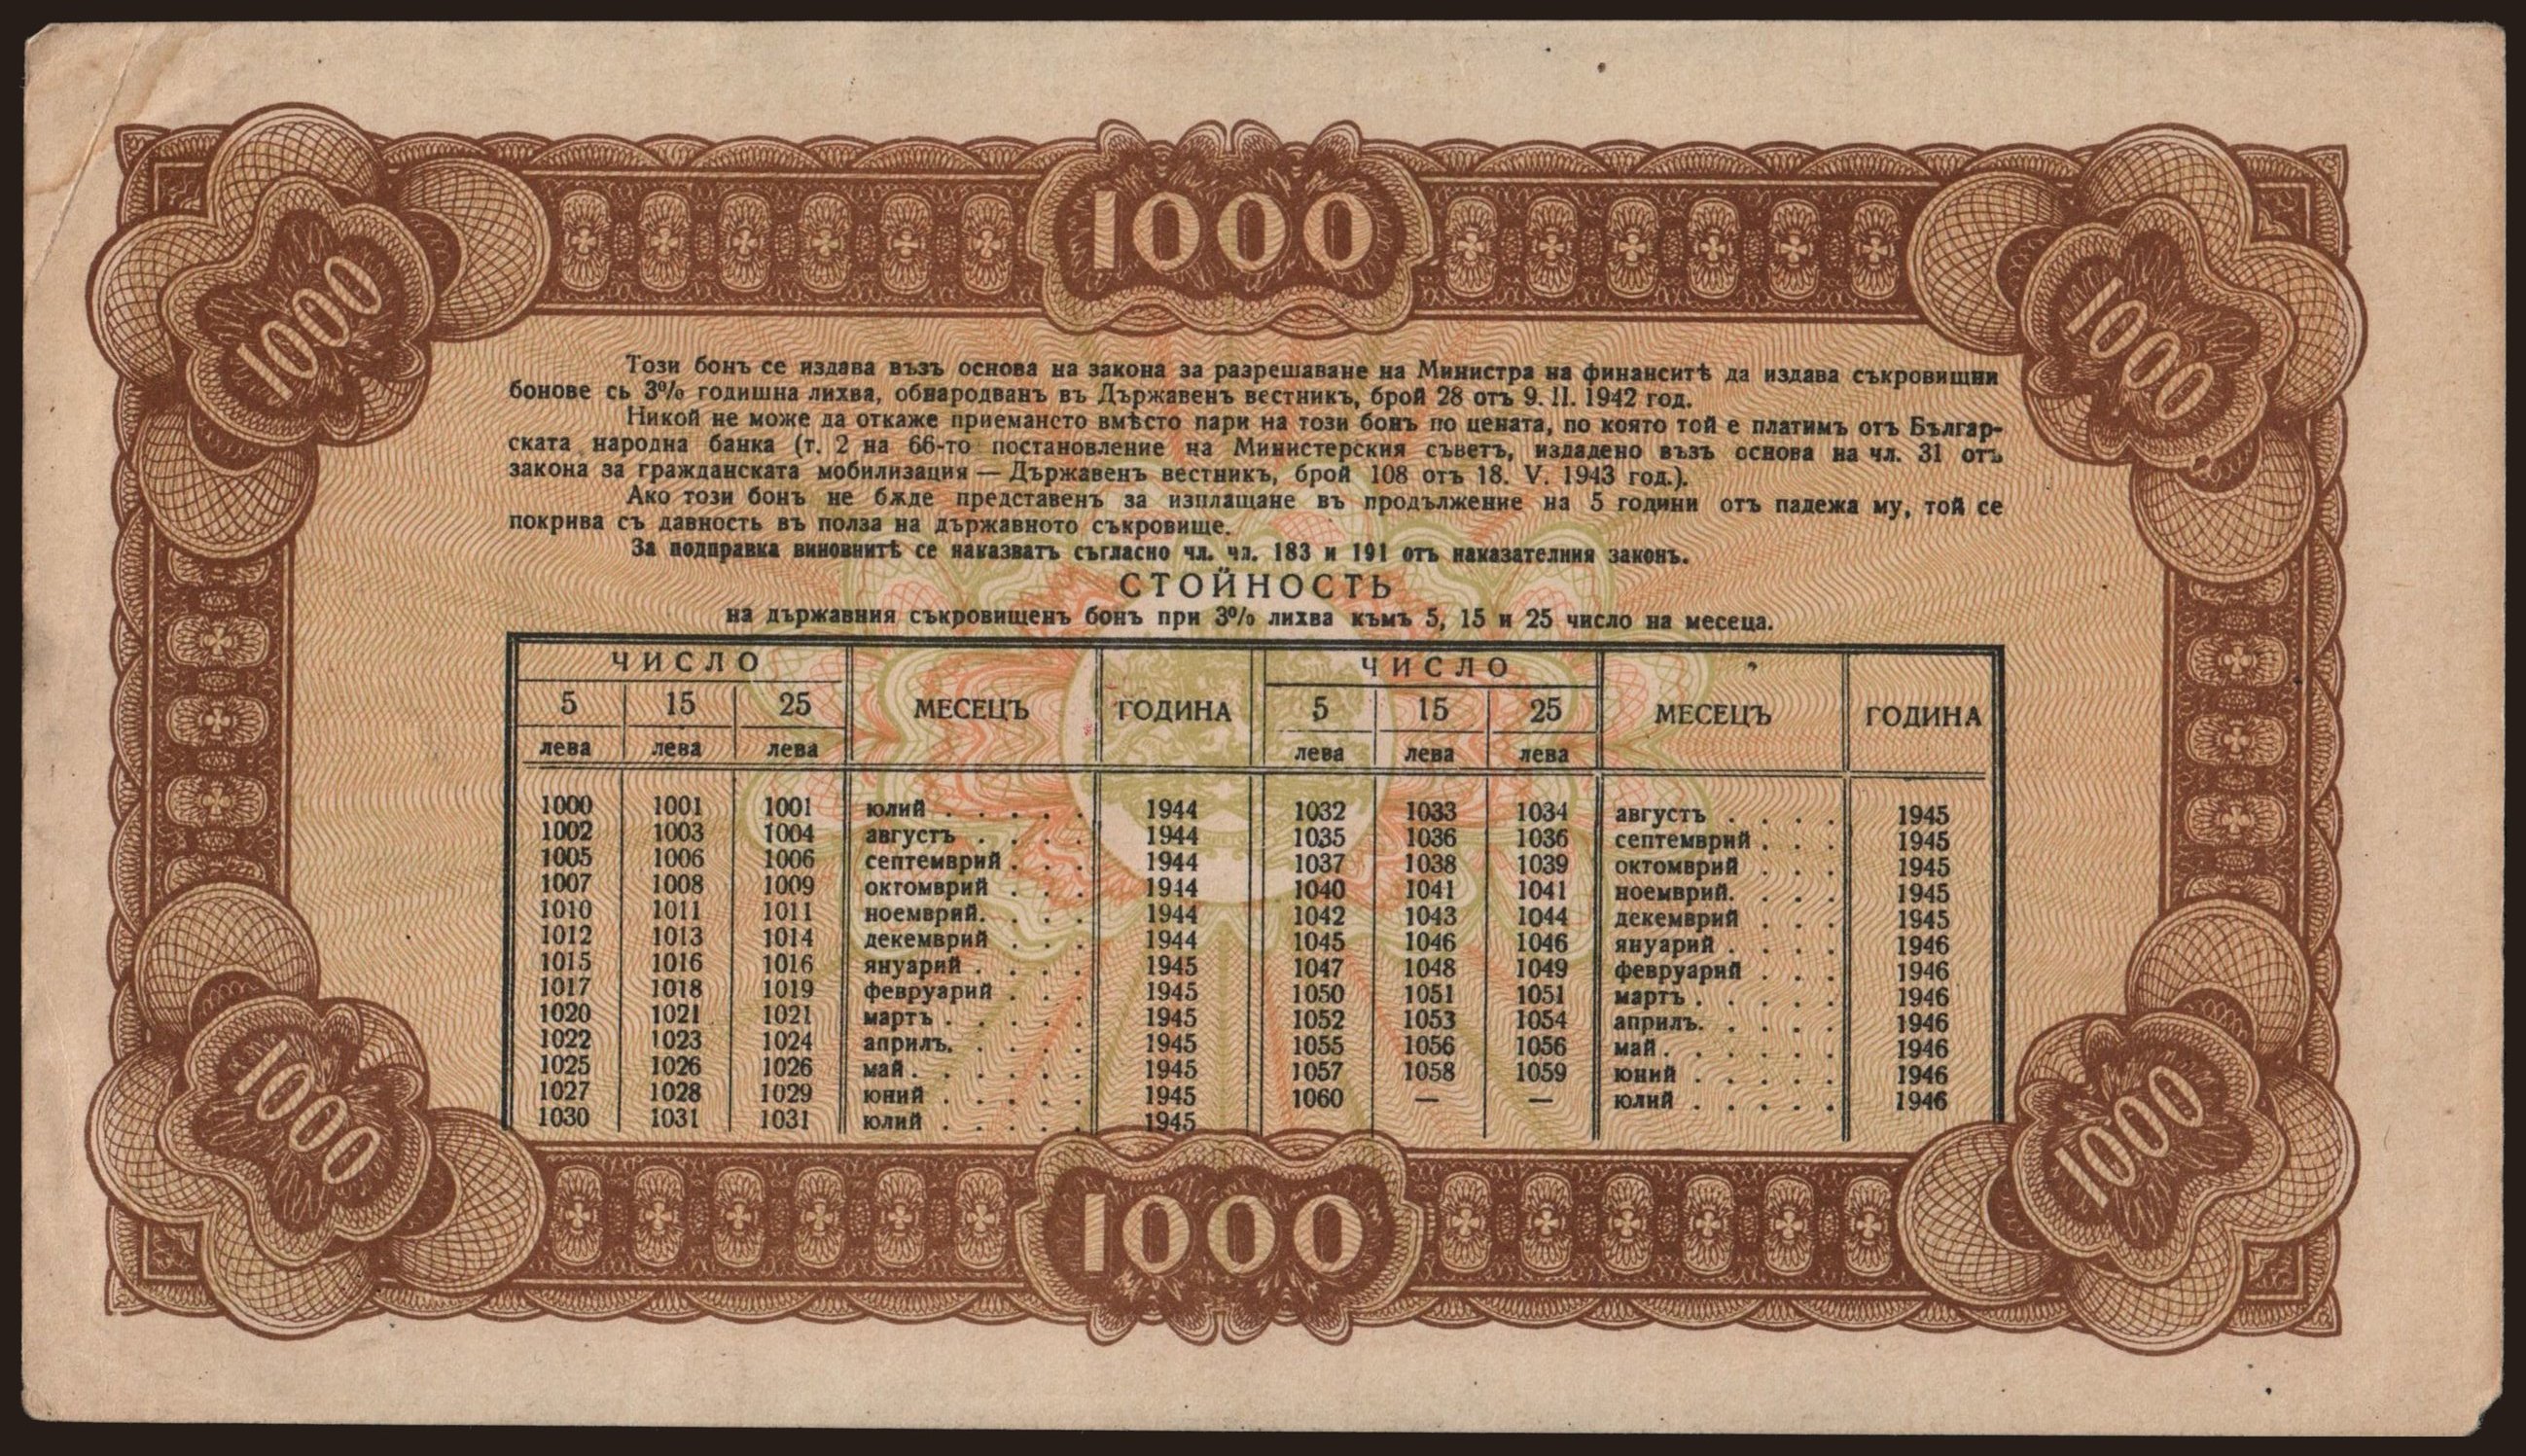 1000
1000
1000
Този бонъ се издава възъ основа на закона за разрешаване на Министра на финанситѣ да издава съкровищни
бонове съ 3% годишна лихва, обнародванъ въ Държавенъ вестникъ, брой 28 отъ 9. II. 1942 год.
Никой не може да откаже приемането вмѣсто пари на този бонъ по цената, по която той е платимъ отъ Българ-
ската народна банка (т. 2 на 66-то постановление на Министерския съветъ, издадено възъ основа на чл. 31 отъ
закона за гражданската мобилизация — Държавенъ вестникъ, брой 108 отъ 18. V. 1943 год.).
Ако този бонъ не бѫде представенъ за изплащане въ продължение на 5 години отъ падежа му, той се
покрива съ давность въ полза на държавното съкровище.
За подправка виновнитѣ се наказватъ съгласно чл. чл. 183 и 191 отъ наказателния законъ.
СТОЙНОСТЬ
на държавния съкровищенъ бонъ при 3% лихва къмъ 5, 15 и 25 число на месеца.
ЧИСЛО ЧИСЛО
5 15 25 МЕСЕЦЪ ГОДИНА 5 15 25 МЕСЕЦЪ ГОДИНА
лева лева лева лева лева лева
1000 1001 1001 юлий . . . . . 1944 1032 1033 1034 августъ . . . . 1945
1002 1003 1004 августъ . . . . 1944 1035 1036 1036 септемврий . . . 1945
1005 1006 1006 септемврий . . . 1944 1037 1038 1039 октомврий . . . 1945
1007 1008 1009 октомврий . . . 1944 1040 1041 1041 ноемврий. . . . 1945
1010 1011 1011 ноемврий. . . . 1944 1042 1043 1044 декемврий . . . 1945
1012 1013 1014 декемврий . . . 1944 1045 1046 1046 януарий . . . . 1946
1015 1016 1016 януарий . . . . 1945 1047 1048 1049 февруарий . . . 1946
1017 1018 1019 февруарий . . . 1945 1050 1051 1051 мартъ . . . . . 1946
1020 1021 1021 мартъ . . . . . 1945 1052 1053 1054 априлъ. . . . . 1946
1022 1023 1024 априлъ. . . . . 1945 1055 1056 1056 май . . . . . . 1946
1025 1026 1026 май . . . . . . 1945 1057 1058 1059 юний . . . . . 1946
1027 1028 1029 юний . . . . . 1945 1060 — — юлий . . . . . 1946
1030 1031 1031 юлий . . . . . 1945
1000
1000
1000